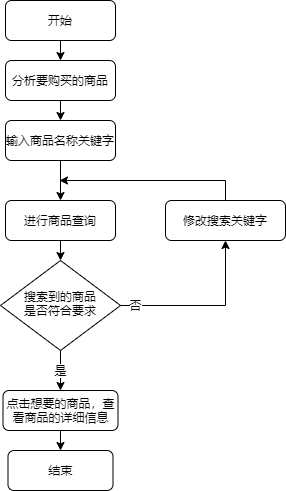 开始
分析要购买的商品
输入商品名称关键字
进行商品查询
修改搜索关键字
搜索到的商品
是否符合要求
否
是
点击想要的商品，查
看商品的详细信息
结束